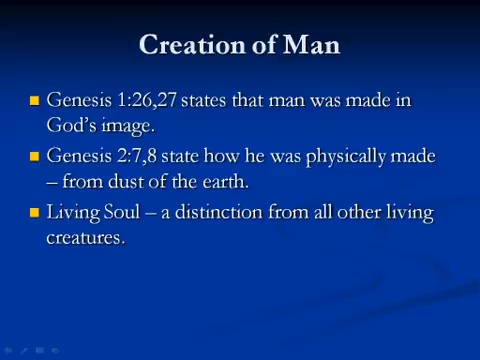 Creation of Man
Genesis 1:26,27 states that man was made in
God's image.
Genesis 2:7,8 state how he was physically made
– from dust of the earth.
Living Soul – a distinction from all other living
creatures.